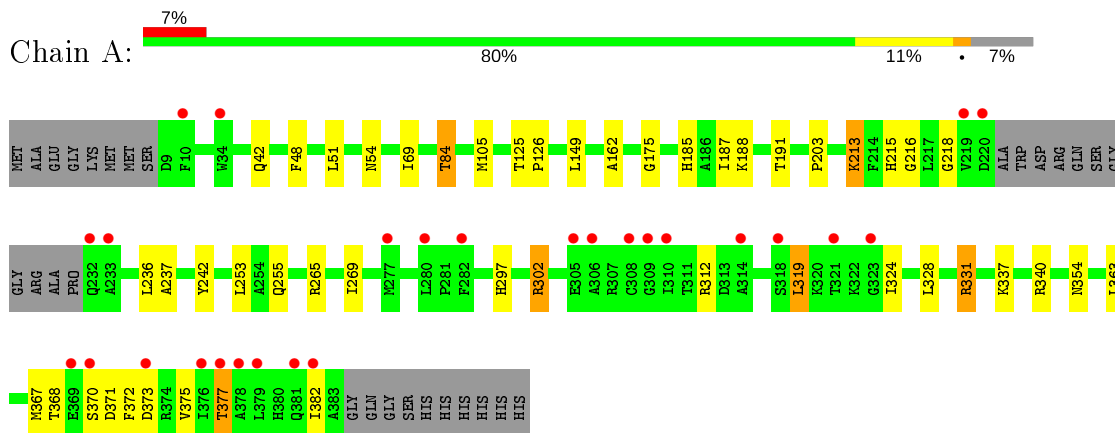 7%
Chain A:
80% 11% • 7%
MET ALA GLU GLY LYS MET MET SER D9 F10 W34 Q42 F48 L51 N54 I69 T84 M105 T125 P126 L149 A162 G175 H185 A186 I187 K188 T191 P203 K213 F214 H215 G216 L217 G218 V219 D220 ALA TRP ASP ARG GLN SER GLY
GLY ARG ALA PRO Q232 A233 L236 A237 Y242 L253 A254 Q255 R265 I269 M277 L280 P281 F282 H297 R302 E305 A306 R307 C308 G309 I310 T311 R312 D313 A314 S318 L319 K320 T321 K322 G323 I324 L328 R331 K337 R340 N354 L363
M367 T368 E369 S370 D371 F372 D373 R374 V375 I376 T377 A378 L379 H380 Q381 I382 A383 GLY GLN GLY SER HIS HIS HIS HIS HIS HIS